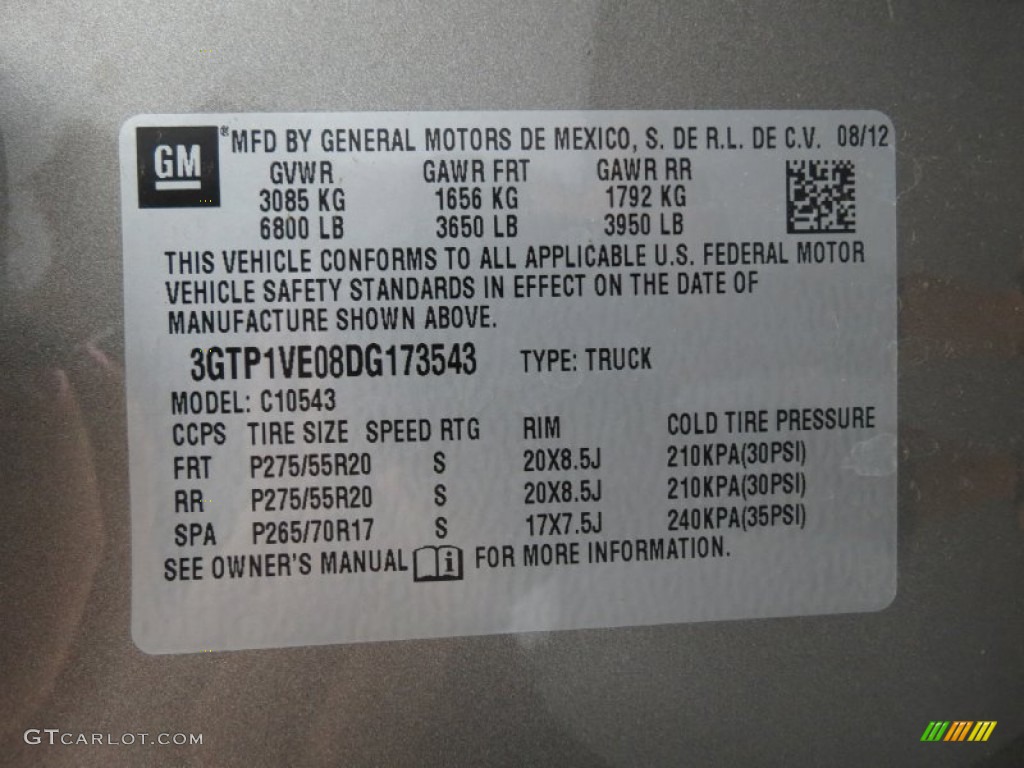 GM ® MFD BY GENERAL MOTORS DE MEXICO, S. DE R.L. DE C.V. 08/12
GVWR GAWR FRT GAWR RR
3085 KG 1656 KG 1792 KG
6800 LB 3650 LB 3950 LB
THIS VEHICLE CONFORMS TO ALL APPLICABLE U.S. FEDERAL MOTOR
VEHICLE SAFETY STANDARDS IN EFFECT ON THE DATE OF
MANUFACTURE SHOWN ABOVE.
3GTP1VE08DG173543 TYPE: TRUCK
MODEL: C10543
CCPS TIRE SIZE SPEED RTG RIM COLD TIRE PRESSURE
FRT P275/55R20 S 20X8.5J 210KPA(30PSI)
RR P275/55R20 S 20X8.5J 210KPA(30PSI)
SPA P265/70R17 S 17X7.5J 240KPA(35PSI)
SEE OWNER'S MANUAL i FOR MORE INFORMATION.
GTCARLOT.COM